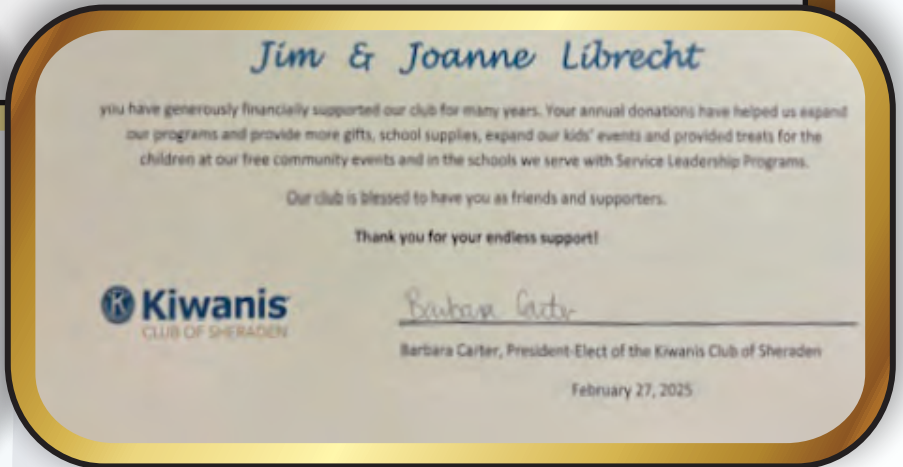 Jim & Joanne Librecht
you have generously financially supported our club for many years. Your annual donations have helped us expand
our programs and provide more gifts, school supplies, expand our kids' events and provided treats for the
children at our free community events and in the schools we serve with Service Leadership Programs.
Our club is blessed to have you as friends and supporters.
Thank you for your endless support!
K Kiwanis
CLUB OF SHERADEN
Barbara Carter
Barbara Carter, President-Elect of the Kiwanis Club of Sheraden
February 27, 2025